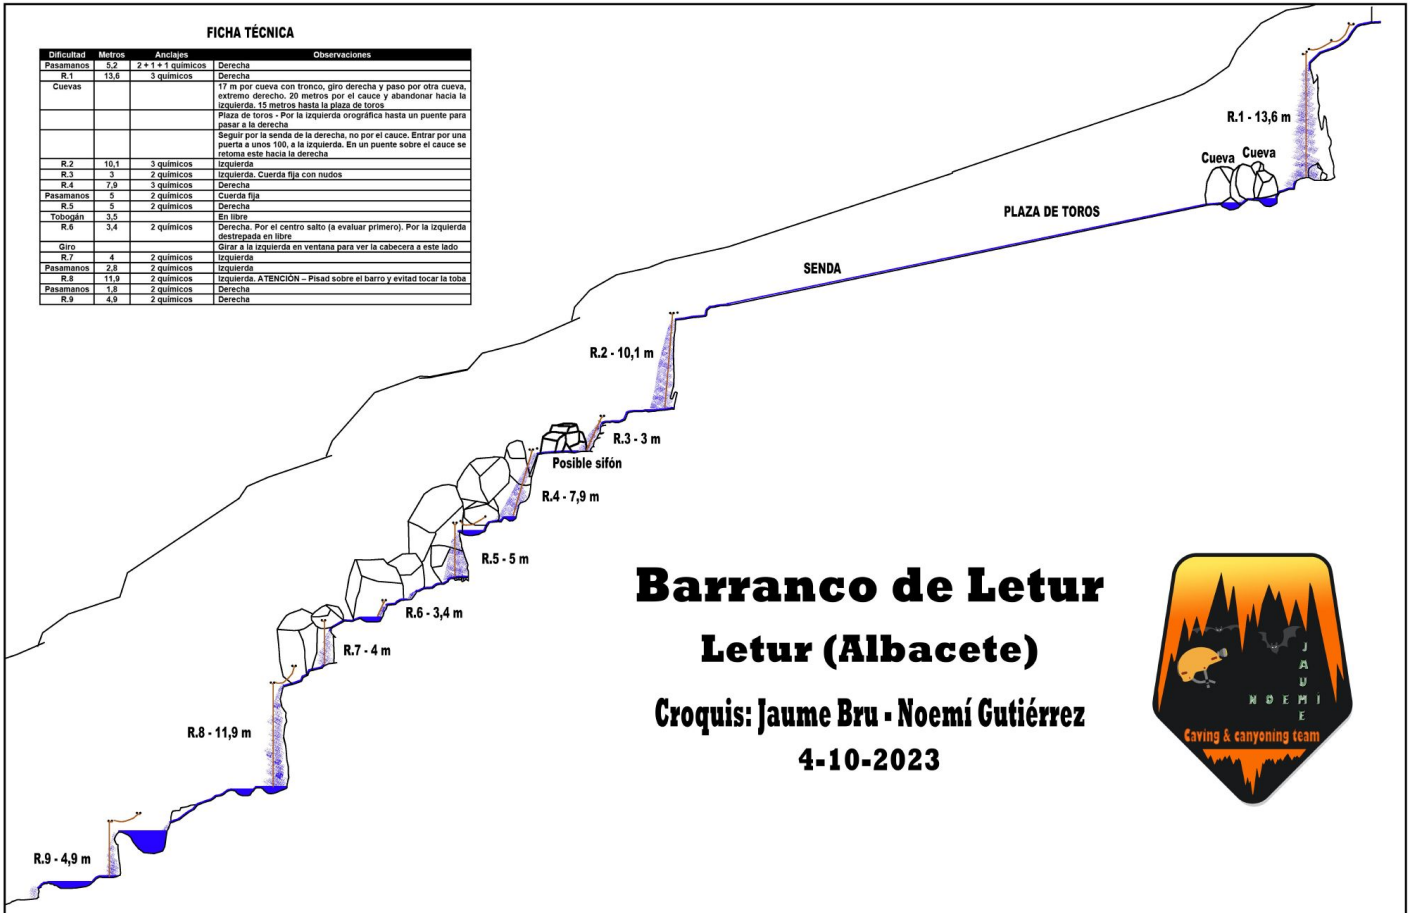 FICHA TÉCNICA
Dificultad Metros Anclajes Observaciones
Pasamanos 5,2 2 + 1 + 1 químicos Derecha
R.1 13,6 3 químicos Derecha
Cuevas 17 m por cueva con tronco, giro derecha y paso por otra cueva,
extremo derecho. 20 metros por el cauce y abandonar hacia la
izquierda. 15 metros hasta la plaza de toros
Plaza de toros - Por la izquierda orográfica hasta un puente para
pasar a la derecha
Seguir por la senda de la derecha, no por el cauce. Entrar por una
puerta a unos 100, a la izquierda. En un puente sobre el cauce se
retoma este hacia la derecha
R.2 10,1 3 químicos Izquierda
R.3 3 2 químicos Izquierda. Cuerda fija con nudos
R.4 7,9 3 químicos Derecha
Pasamanos 5 2 químicos Cuerda fija
R.5 5 2 químicos Derecha
Tobogán 3,5 En libre
R.6 3,4 2 químicos Derecha. Por el centro salto (a evaluar primero). Por la izquierda
destrepada en libre
Giro Girar a la izquierda en ventana para ver la cabecera a este lado
R.7 4 2 químicos Izquierda
Pasamanos 2,8 2 químicos Izquierda
R.8 11,9 2 químicos Izquierda. ATENCIÓN – Pisad sobre el barro y evitad tocar la toba
Pasamanos 1,8 2 químicos Derecha
R.9 4,9 2 químicos Derecha
R.1 - 13,6 m
Cueva Cueva
PLAZA DE TOROS
SENDA
R.2 - 10,1 m
R.3 - 3 m
Posible sifón
R.4 - 7,9 m
R.5 - 5 m
R.6 - 3,4 m
R.7 - 4 m
R.8 - 11,9 m
R.9 - 4,9 m
Barranco de Letur
Letur (Albacete)
Croquis: Jaume Bru - Noemí Gutiérrez
4-10-2023
JAUME
NOEMÍ
Caving & canyoning team